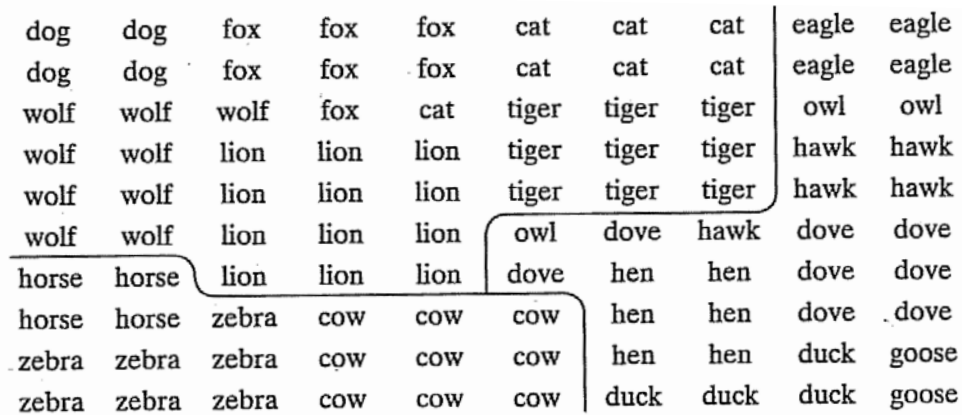 dog dog fox fox fox cat cat cat eagle eagle
dog dog fox fox fox cat cat cat eagle eagle
wolf wolf wolf fox cat tiger tiger tiger owl owl
wolf wolf lion lion lion tiger tiger tiger hawk hawk
wolf wolf lion lion lion tiger tiger tiger hawk hawk
wolf wolf lion lion lion owl dove hawk dove dove
horse horse lion lion lion dove hen hen dove dove
horse horse zebra cow cow cow hen hen dove dove
zebra zebra zebra cow cow cow hen hen duck goose
zebra zebra zebra cow cow cow duck duck duck goose